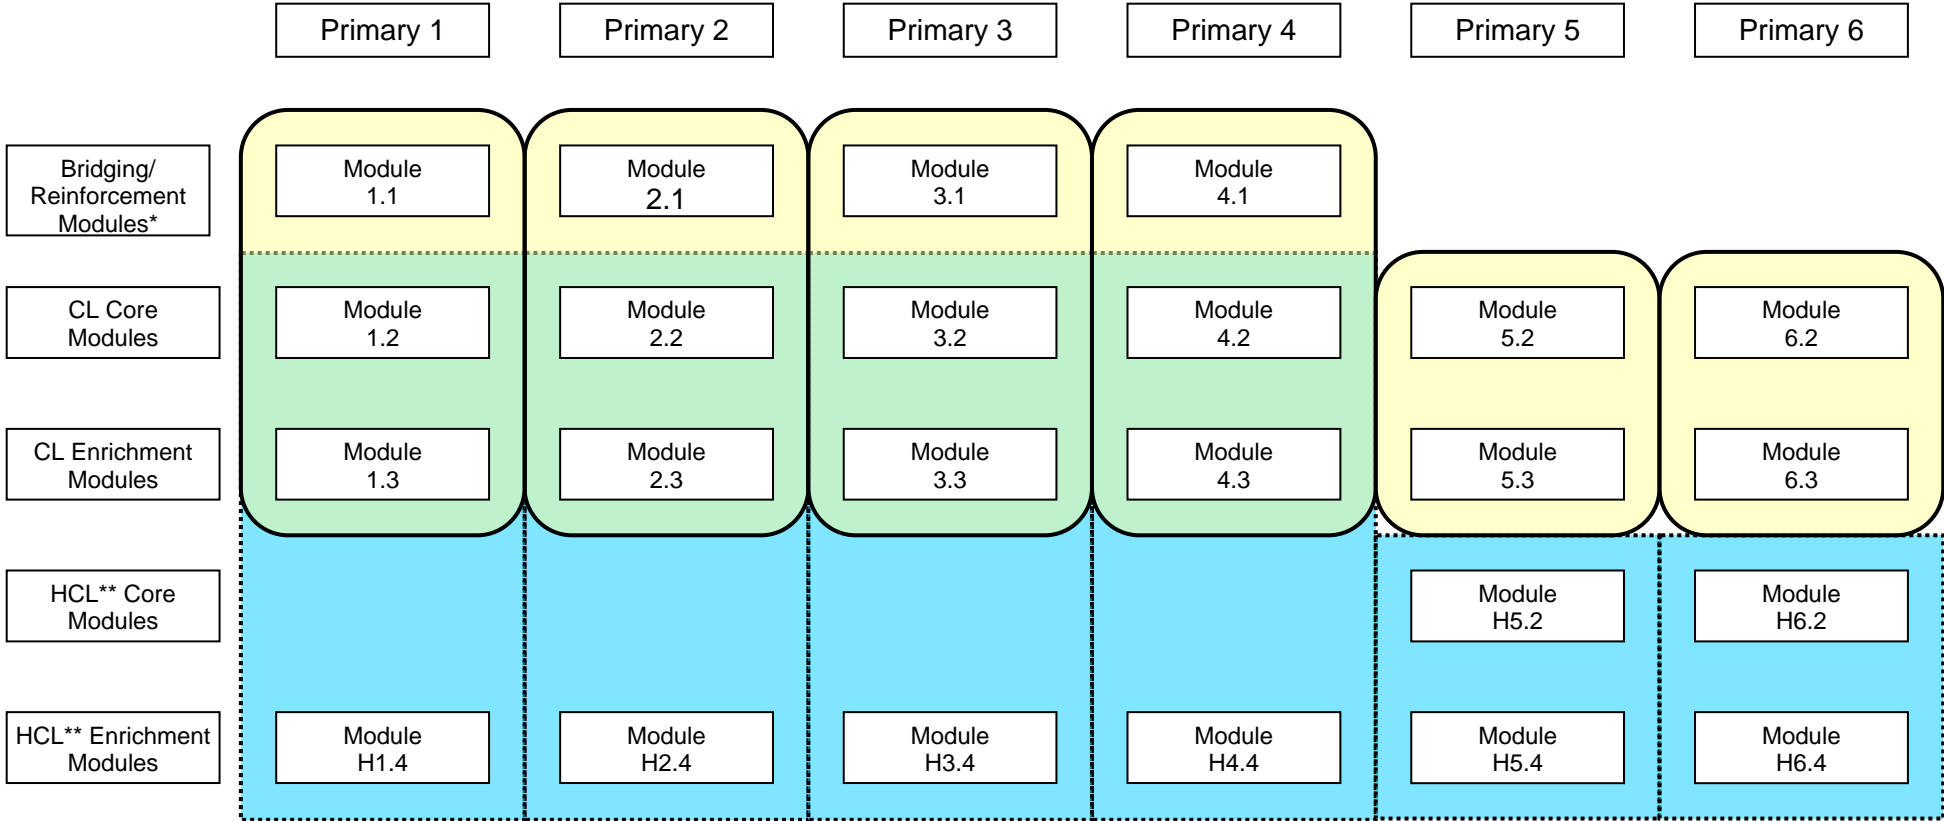 Primary 1
Primary 2
Primary 3
Primary 4
Primary 5
Primary 6
Bridging/
Reinforcement
Modules*
Module
1.1
Module
2.1
Module
3.1
Module
4.1
CL Core
Modules
Module
1.2
Module
2.2
Module
3.2
Module
4.2
Module
5.2
Module
6.2
CL Enrichment
Modules
Module
1.3
Module
2.3
Module
3.3
Module
4.3
Module
5.3
Module
6.3
HCL** Core
Modules
Module
H5.2
Module
H6.2
HCL** Enrichment
Modules
Module
H1.4
Module
H2.4
Module
H3.4
Module
H4.4
Module
H5.4
Module
H6.4